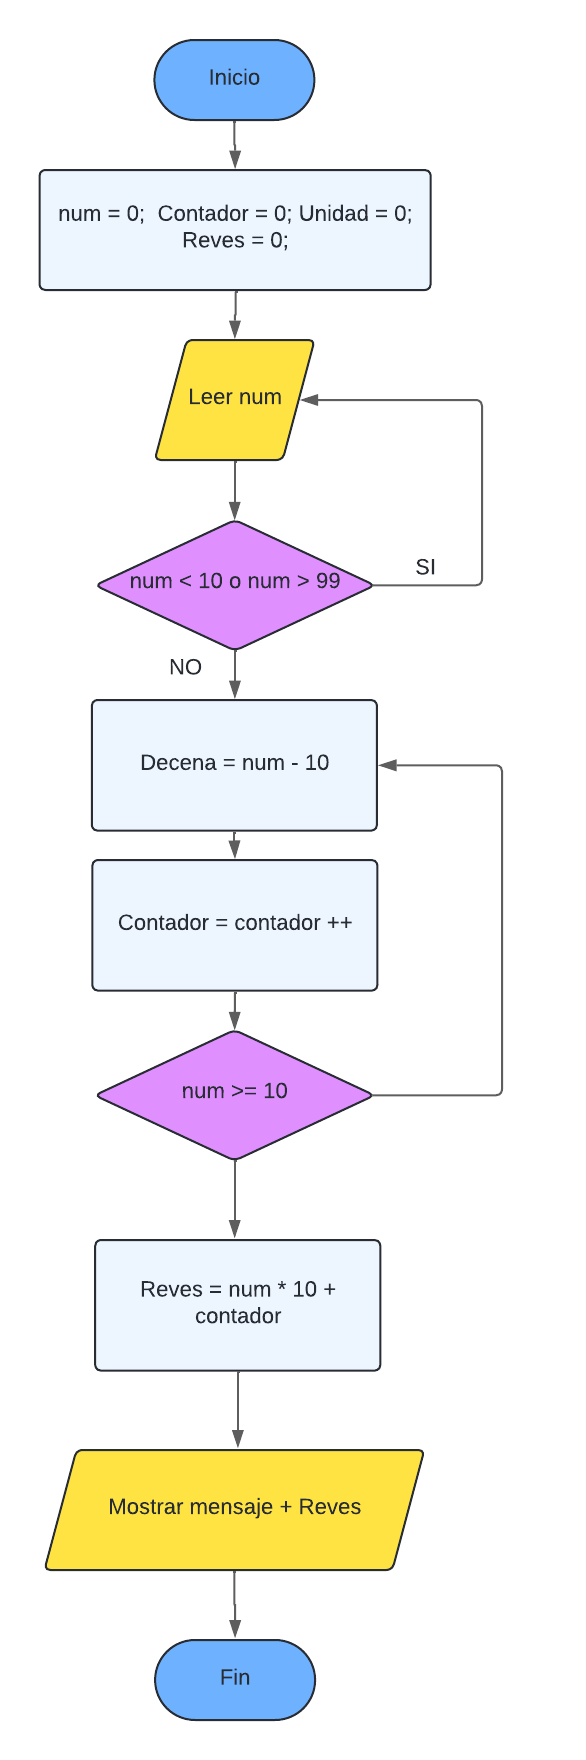 Inicio
num = 0;  Contador = 0; Unidad = 0;
Reves = 0;
Leer num
num < 10 o num > 99
SI
NO
Decena = num - 10
Contador = contador ++
num >= 10
Reves = num * 10 +
contador
Mostrar mensaje + Reves
Fin